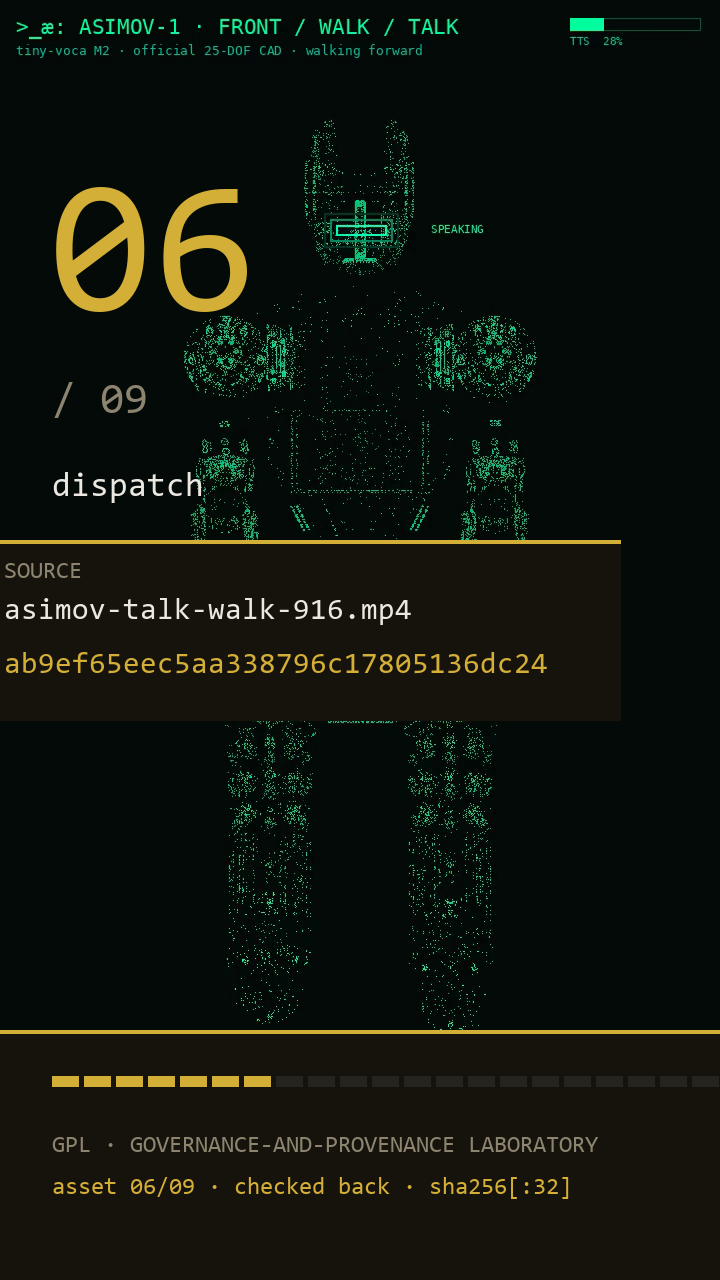 >_æ: ASIMOV-1 · FRONT / WALK / TALK
tiny-voca M2 · official 25-DOF CAD · walking forward
TTS 28%
06
SPEAKING
/ 09
dispatch
SOURCE
asimov-talk-walk-916.mp4
ab9ef65eec5aa338796c17805136dc24
GPL · GOVERNANCE-AND-PROVENANCE LABORATORY
asset 06/09 · checked back · sha256[:32]